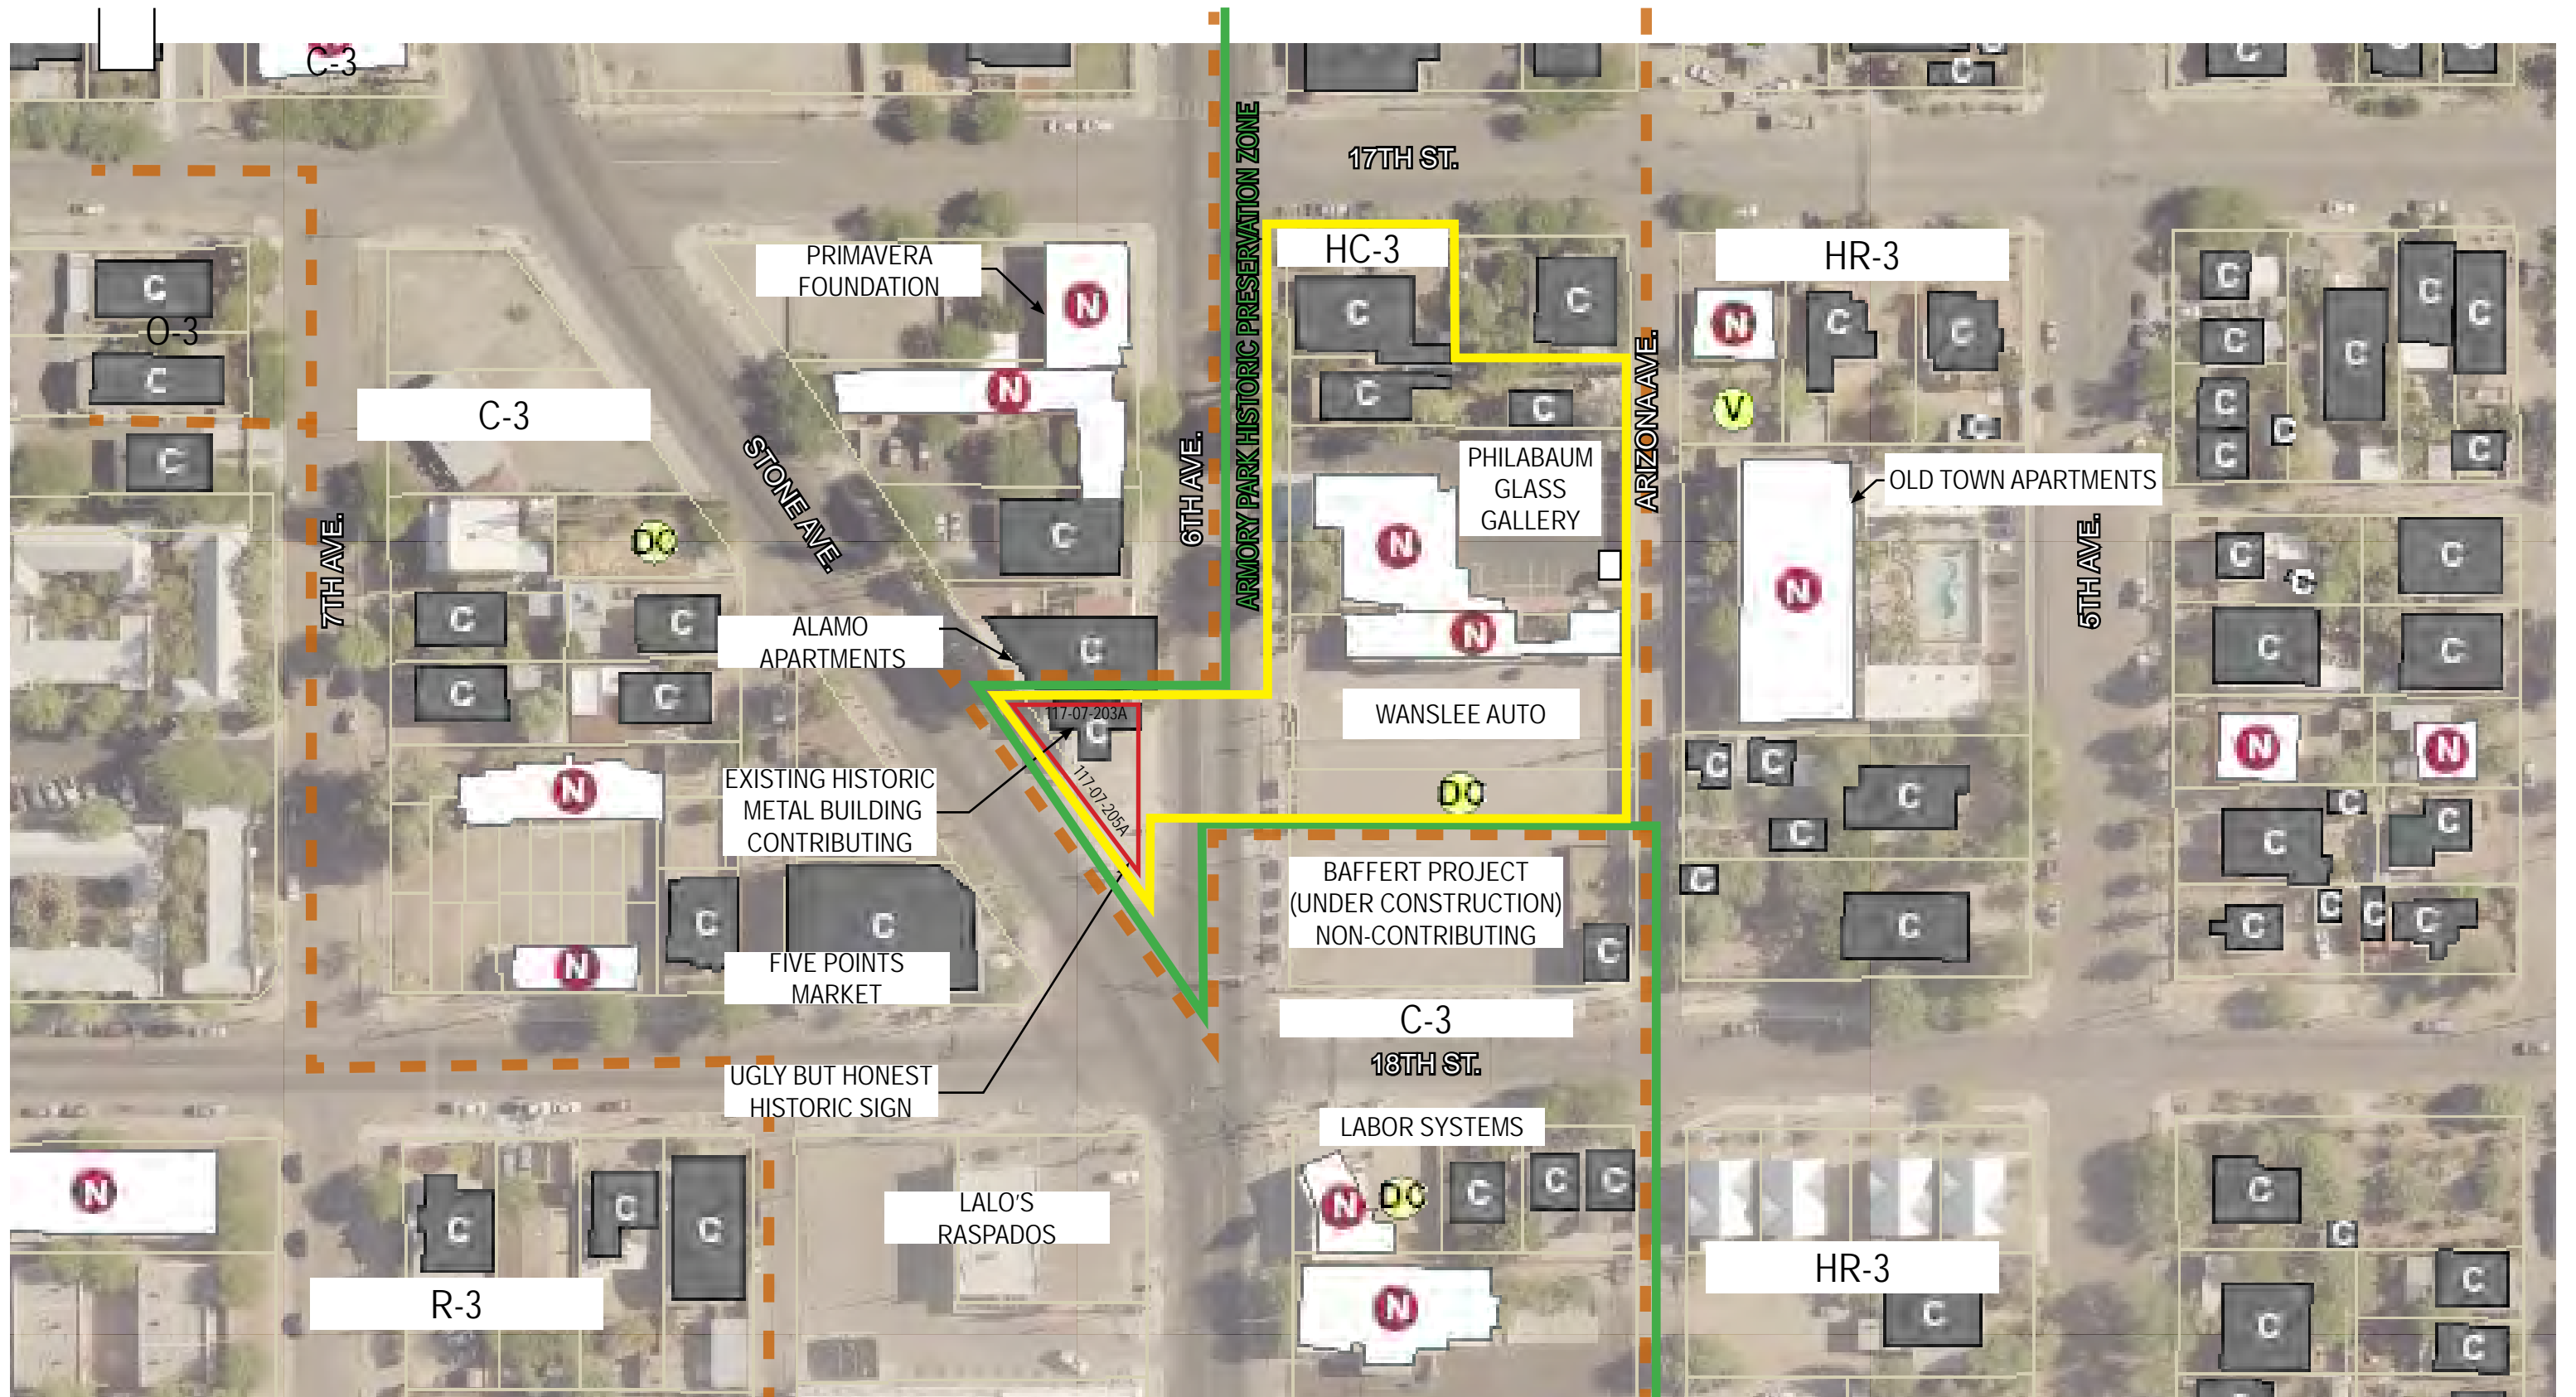 C-3
C
C
C
C
C
17TH ST.
ARMORY PARK HISTORIC PRESERVATION ZONE
PRIMAVERA
FOUNDATION
N
HC-3
HR-3
C
O-3
C
C
C-3
N
C
C
C
C
N
C
C
V
C
C
C
C
C
C
C
C
C
C
C
C
STONE AVE.
6TH AVE.
ARIZONA AVE.
PHILABAUM
GLASS
GALLERY
OLD TOWN APARTMENTS
7TH AVE.
5TH AVE.
DC
C
N
N
N
C
C
C
C
C
C
C
C
C
C
ALAMO
APARTMENTS
C
117-07-203A
C
117-07-205A
WANSLEE AUTO
DC
N
N
N
C
C
C
C
C
C
C
EXISTING HISTORIC
METAL BUILDING
CONTRIBUTING
BAFFERT PROJECT
(UNDER CONSTRUCTION)
NON-CONTRIBUTING
C
C
C
C
C
C
C
C
C
N
FIVE POINTS
MARKET
C-3
18TH ST.
UGLY BUT HONEST
HISTORIC SIGN
LABOR SYSTEMS
N
C
C
C
LALO'S
RASPADOS
N
DC
C
C
C
C
C
R-3
N
HR-3
C
C
C
C
C